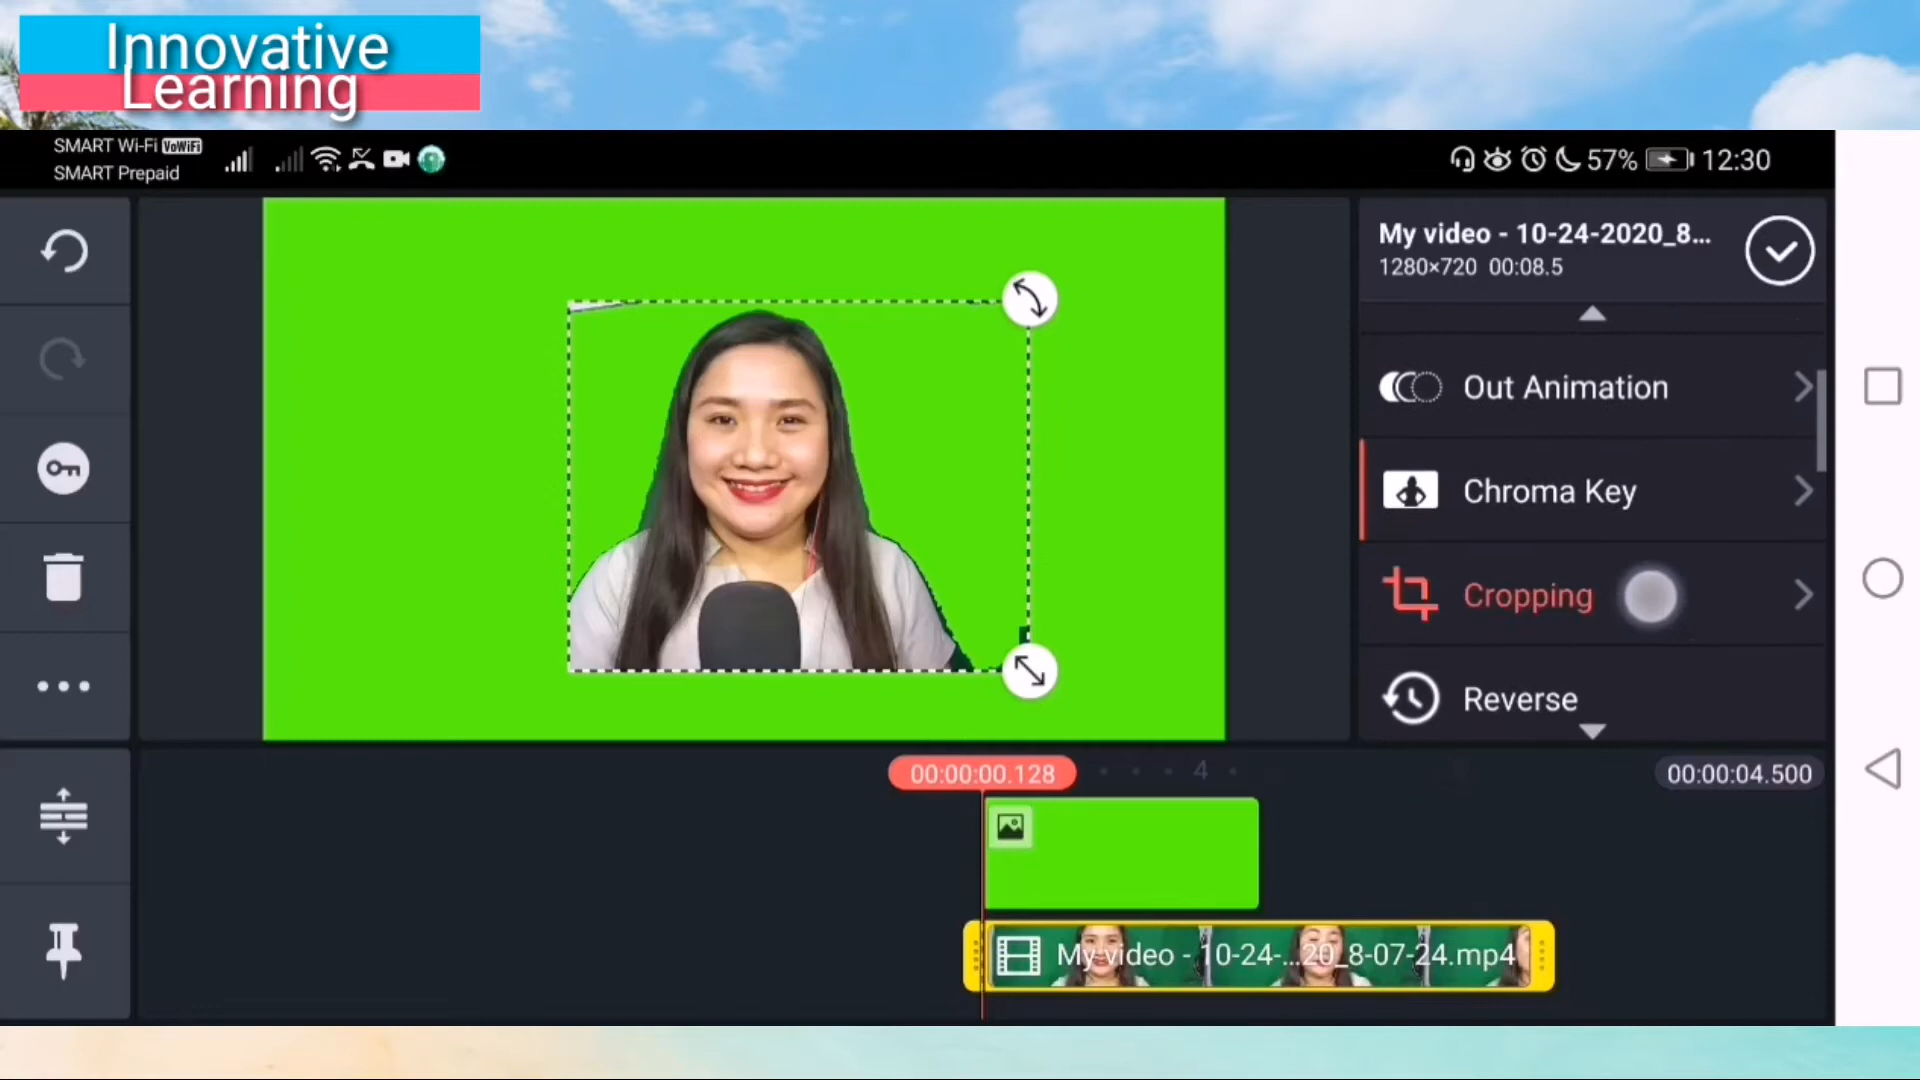 Innovative
Learning
SMART Wi-Fi VoWiFi
SMART Prepaid
57% 12:30
My video - 10-24-2020_8...
1280×720 00:08.5
Out Animation
Chroma Key
Cropping
Reverse
00:00:00.128
4
00:00:04.500
My video - 10-24-...20_8-07-24.mp4